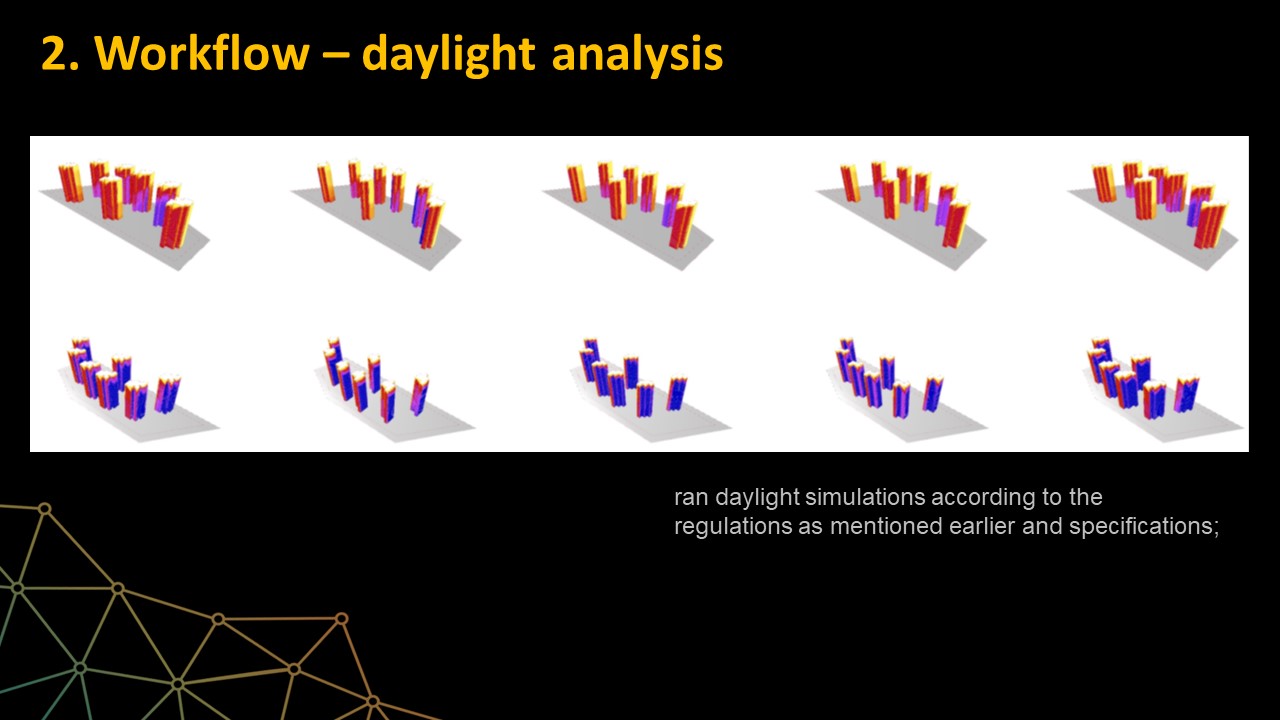 2. Workflow – daylight analysis
ran daylight simulations according to the
regulations as mentioned earlier and specifications;